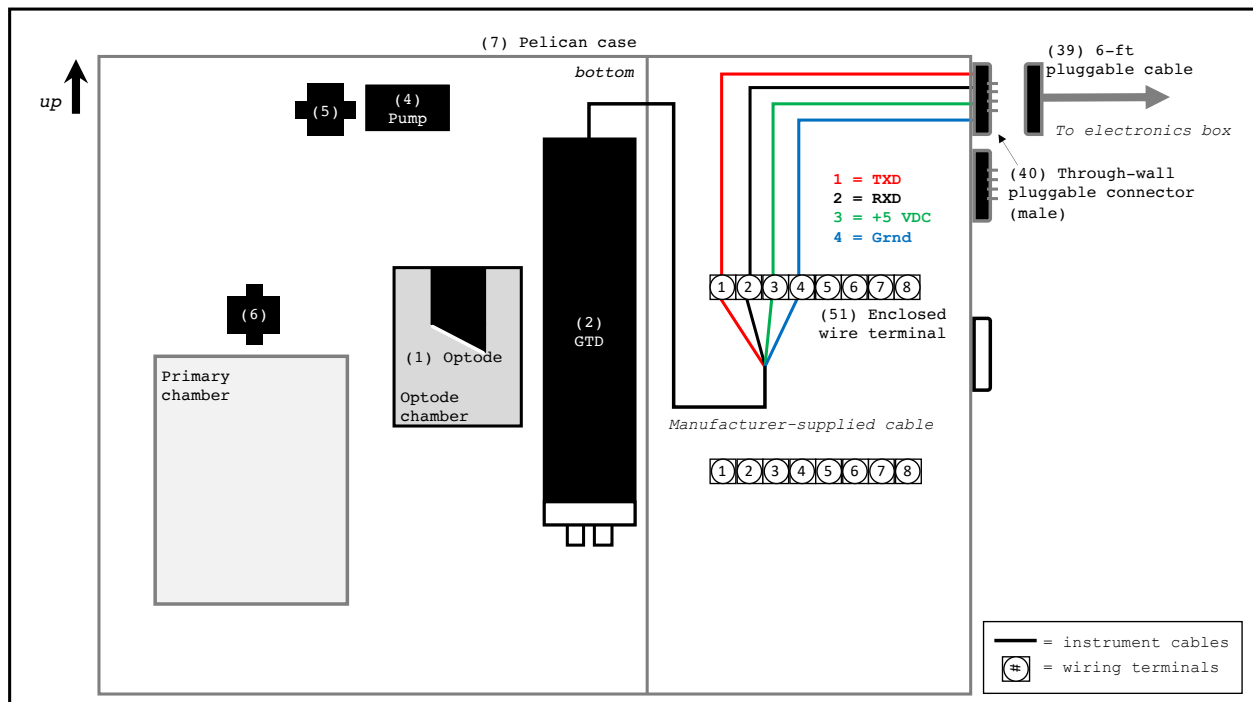 (7) Pelican case
(39) 6-ft
pluggable cable
up
bottom
(5)
(4)
Pump
To electronics box
1 = TXD
2 = RXD
3 = +5 VDC
4 = Grnd
(40) Through-wall
pluggable connector
(male)
1 2 3 4 5 6 7 8
(6)
(51) Enclosed
wire terminal
(2)
GTD
(1) Optode
Optode
chamber
Primary
chamber
Manufacturer-supplied cable
1 2 3 4 5 6 7 8
= instrument cables
# = wiring terminals